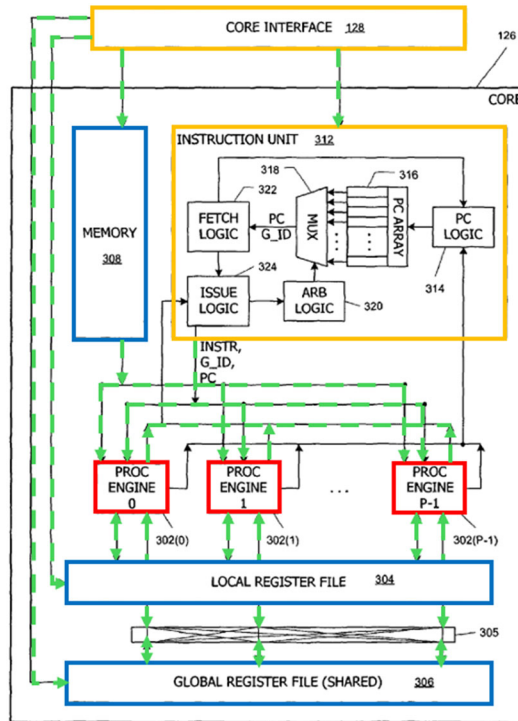 CORE INTERFACE 128
126
CORE
INSTRUCTION UNIT 312
318
316
322
FETCH
LOGIC
PC
G_ID
MUX
PC ARRAY
PC
LOGIC
314
MEMORY
308
324
ISSUE
LOGIC
ARB
LOGIC
320
INSTR,
G_ID,
PC
PROC
ENGINE
0
PROC
ENGINE
1
...
PROC
ENGINE
P-1
302(0)
302(1)
302(P-1)
LOCAL REGISTER FILE 304
305
GLOBAL REGISTER FILE (SHARED) 306